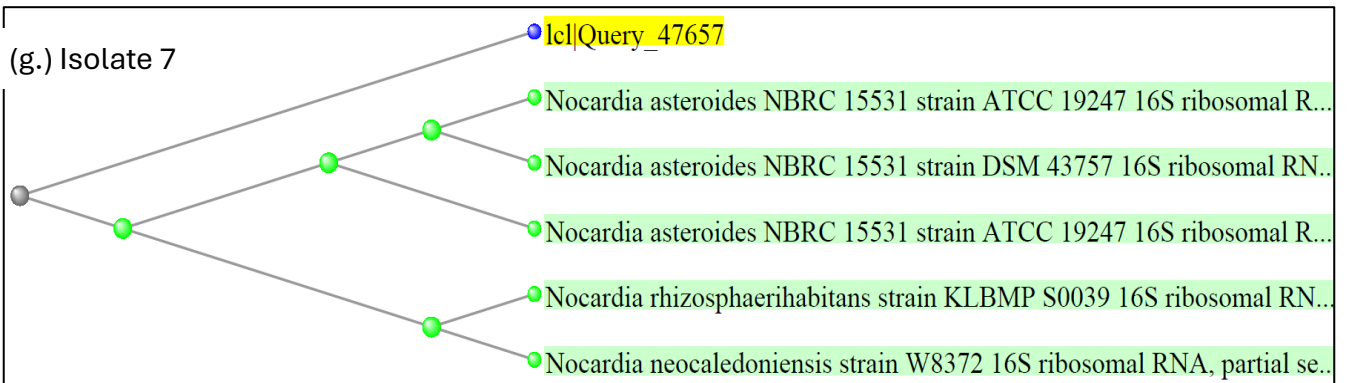 lcl|Query_47657
(g.) Isolate 7
Nocardia asteroides NBRC 15531 strain ATCC 19247 16S ribosomal R...
Nocardia asteroides NBRC 15531 strain DSM 43757 16S ribosomal RN...
Nocardia asteroides NBRC 15531 strain ATCC 19247 16S ribosomal R...
Nocardia rhizosphaerihabitans strain KLBMP S0039 16S ribosomal RN...
Nocardia neocaledoniensis strain W8372 16S ribosomal RNA, partial se...